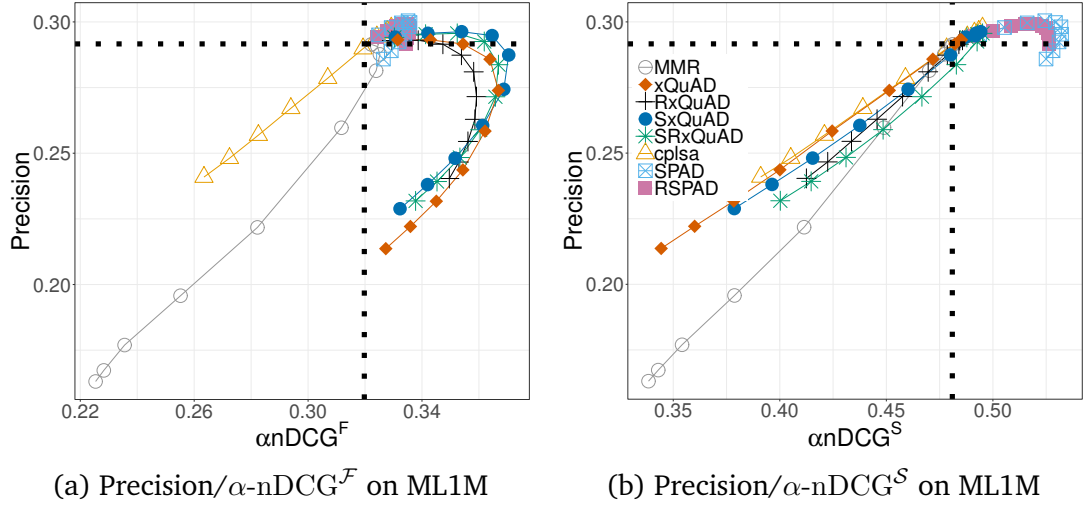 0.30
0.25
0.20
Precision
0.22
0.26
0.30
0.34
αnDCG^F
(a) Precision/α-nDCG^ℱ on ML1M
0.30
0.25
0.20
Precision
MMR
xQuAD
RxQuAD
SxQuAD
SRxQuAD
cplsa
SPAD
RSPAD
0.35
0.40
0.45
0.50
αnDCG^S
(b) Precision/α-nDCG^𝒮 on ML1M